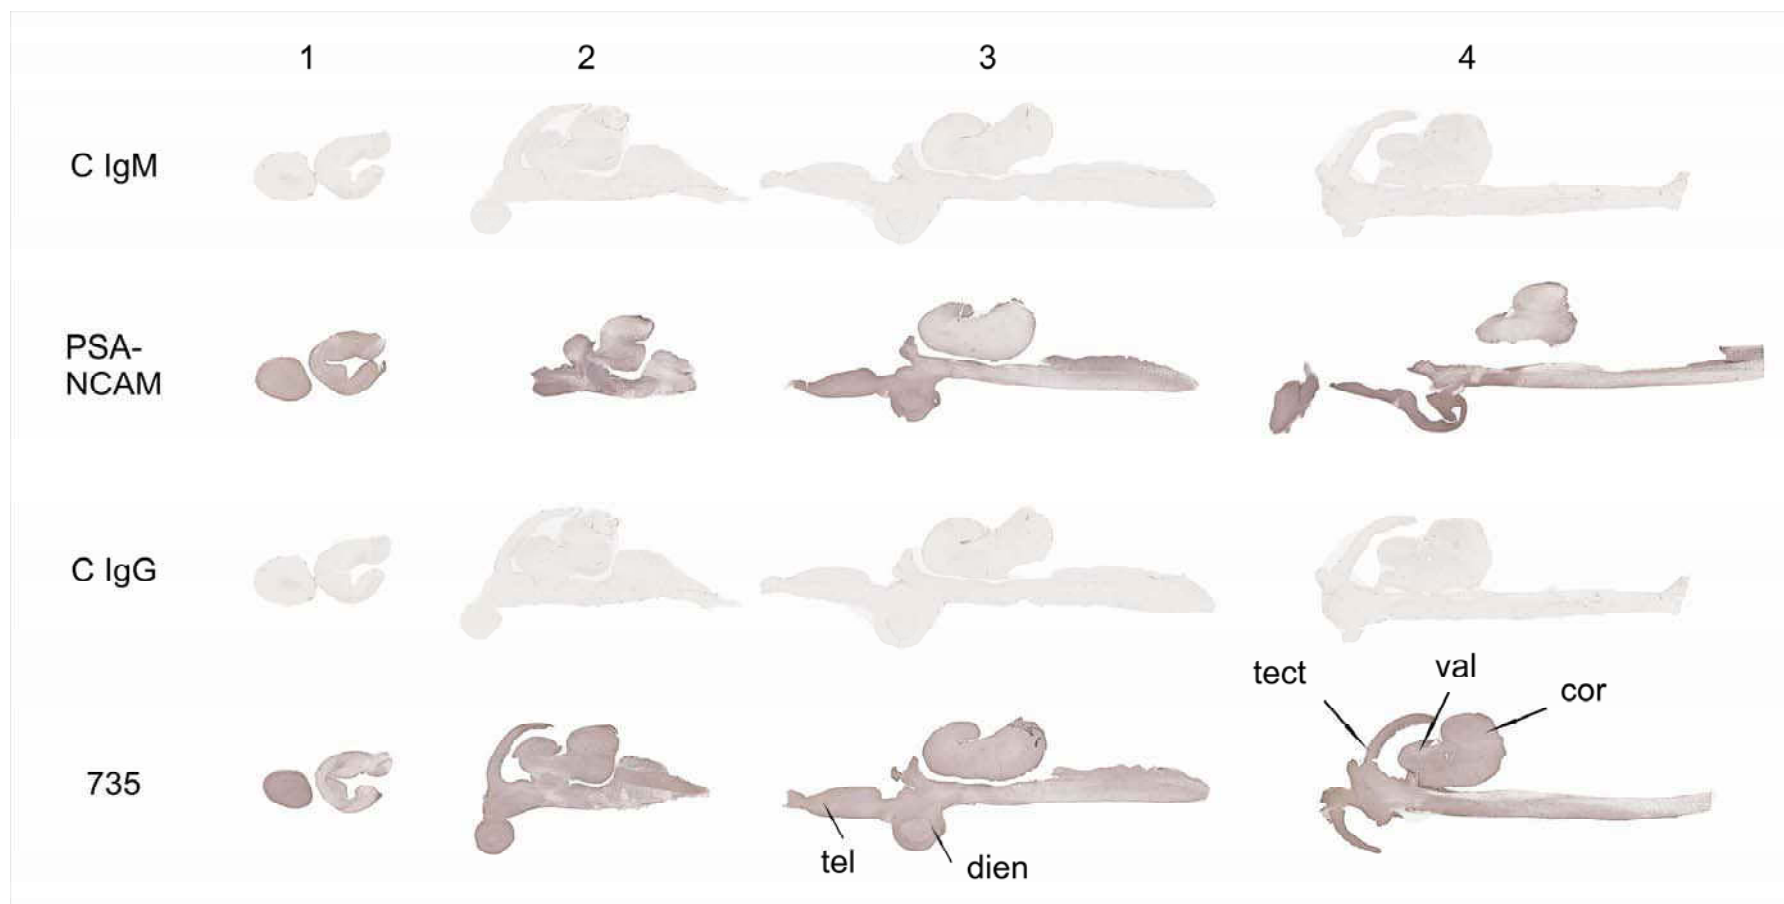 1 2 3 4
C IgM
PSA-
NCAM
C IgG
tect val cor
735
tel dien